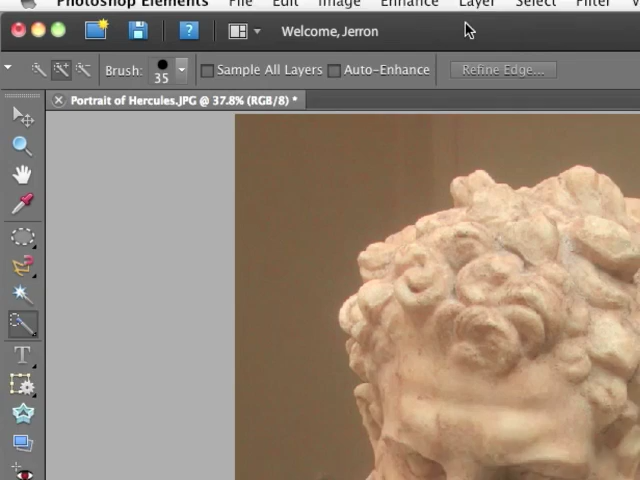 Photoshop Elements File Edit Image Enhance Layer Select Filter
Welcome, Jerron
Brush: 35 Sample All Layers Auto-Enhance Refine Edge...
Portrait of Hercules.JPG @ 37.8% (RGB/8) *
T